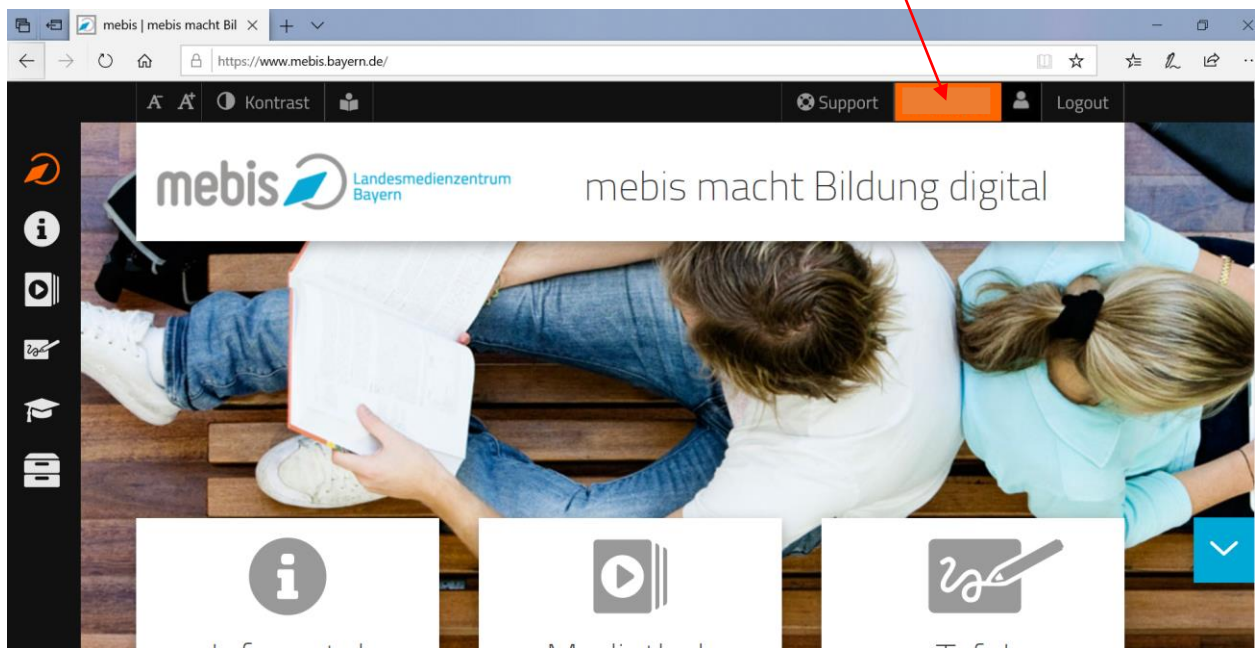 mebis | mebis macht Bil
https://www.mebis.bayern.de/
A- A+ Kontrast Support Logout
mebis Landesmedienzentrum
Bayern
mebis macht Bildung digital